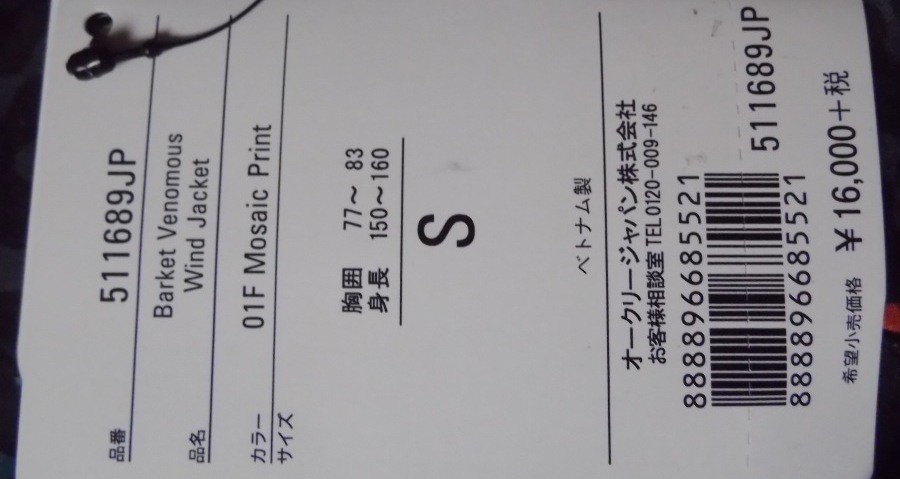 品番 511689JP
品名 Barket Venomous
Wind Jacket
カラー 01F Mosaic Print
サイズ
胸囲 77～ 83
身長 150～160
S
ベトナム製
オークリージャパン株式会社
お客様相談室 TEL0120-009-146
888896685521
888896685521
511689JP
希望小売価格 ¥16,000+税